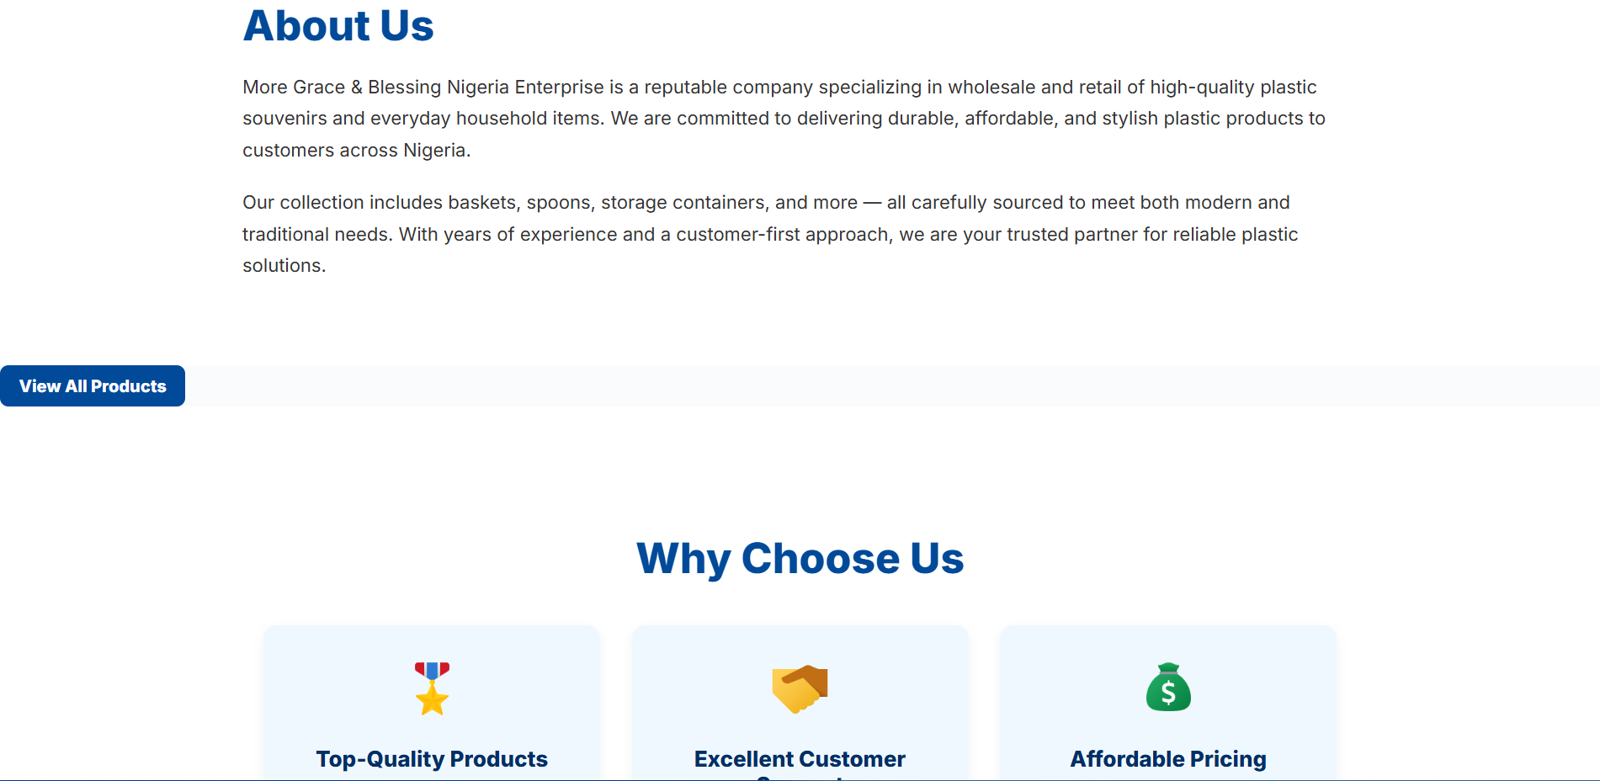 About Us
More Grace & Blessing Nigeria Enterprise is a reputable company specializing in wholesale and retail of high-quality plastic
souvenirs and everyday household items. We are committed to delivering durable, affordable, and stylish plastic products to
customers across Nigeria.
Our collection includes baskets, spoons, storage containers, and more — all carefully sourced to meet both modern and
traditional needs. With years of experience and a customer-first approach, we are your trusted partner for reliable plastic
solutions.
View All Products
Why Choose Us
$
Top-Quality Products
Excellent Customer
Affordable Pricing